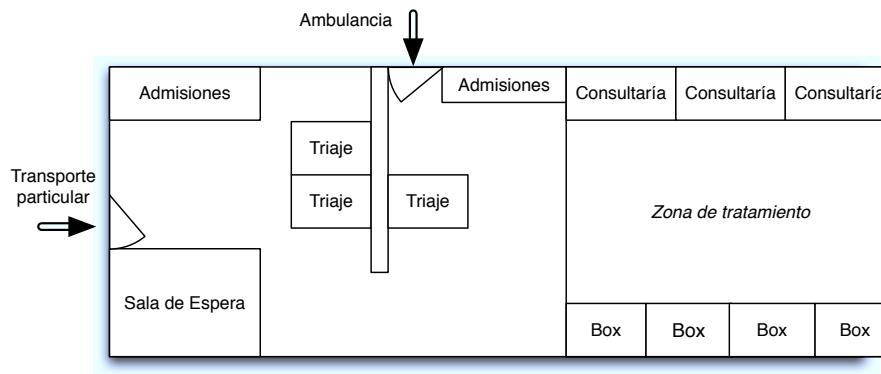 Ambulancia
Admisiones
Admisiones
Consultaría
Consultaría
Consultaría
Triaje
Transporte
particular
Triaje
Triaje
Zona de tratamiento
Sala de Espera
Box
Box
Box
Box